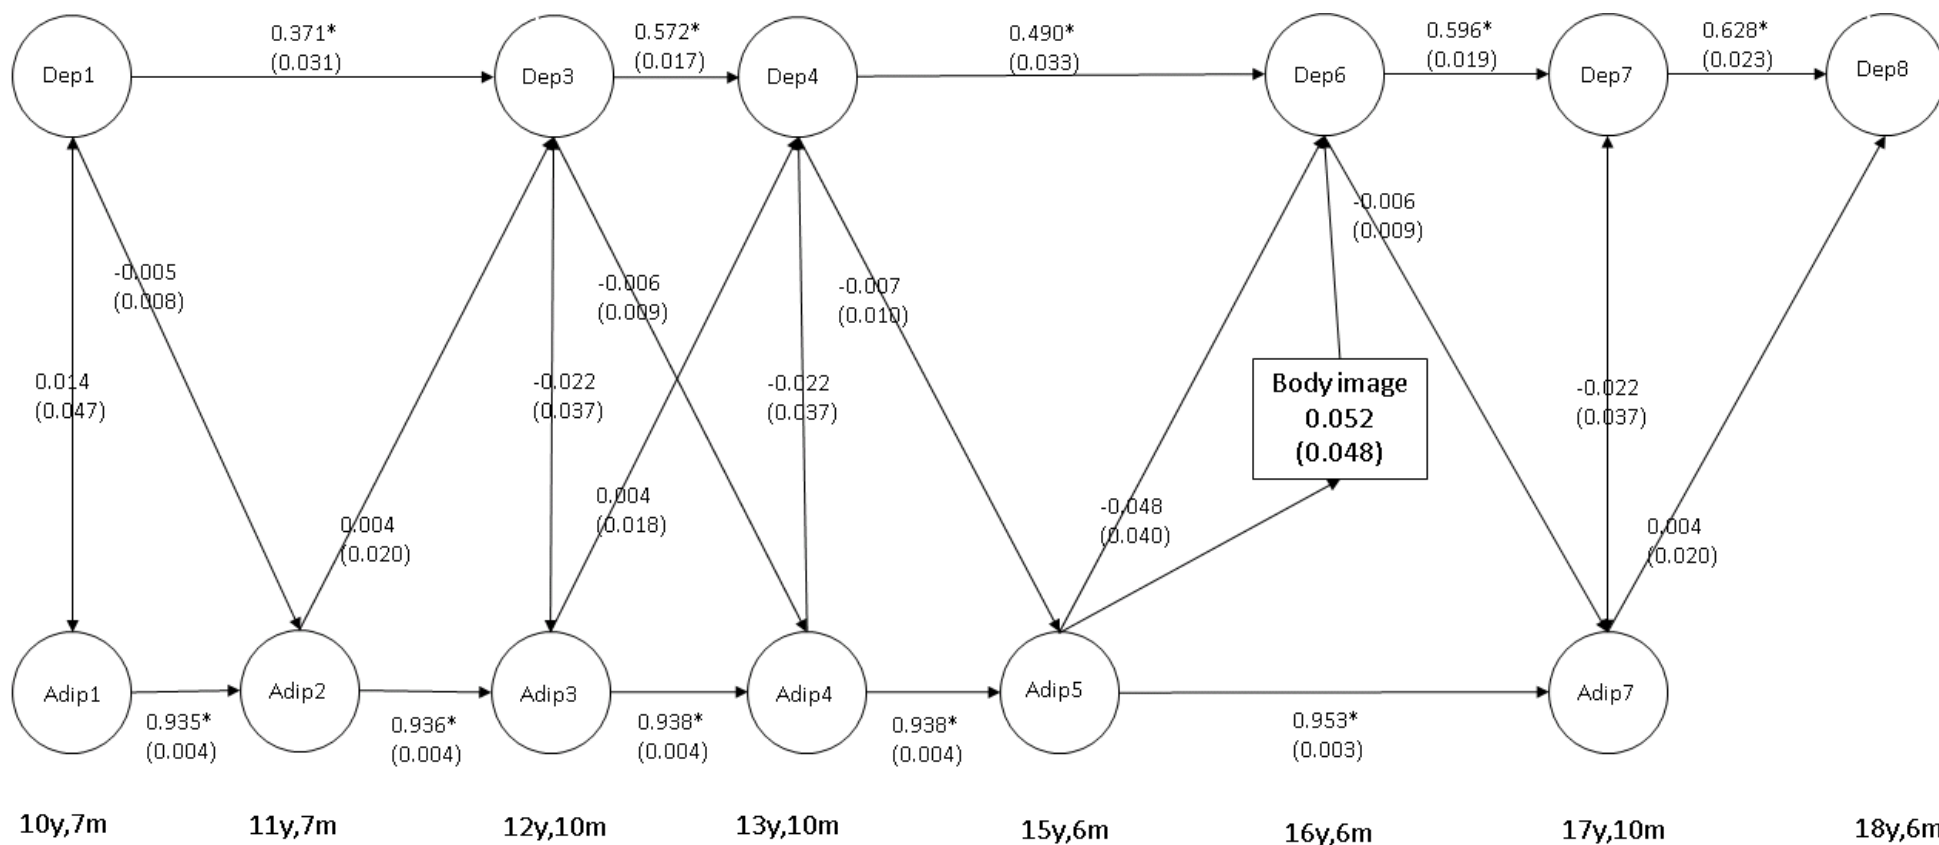 0.371*
(0.031)
0.572*
(0.017)
0.490*
(0.033)
0.596*
(0.019)
0.628*
(0.023)
Dep1
Dep3
Dep4
Dep6
Dep7
Dep8
-0.005
(0.008)
-0.006
(0.009)
-0.007
(0.010)
-0.006
(0.009)
0.014
(0.047)
-0.022
(0.037)
-0.022
(0.037)
Body image
0.052
(0.048)
-0.022
(0.037)
0.004
(0.020)
0.004
(0.018)
-0.048
(0.040)
0.004
(0.020)
Adip1
Adip2
Adip3
Adip4
Adip5
Adip7
0.935*
(0.004)
0.936*
(0.004)
0.938*
(0.004)
0.938*
(0.004)
0.953*
(0.003)
10y,7m
11y,7m
12y,10m
13y,10m
15y,6m
16y,6m
17y,10m
18y,6m